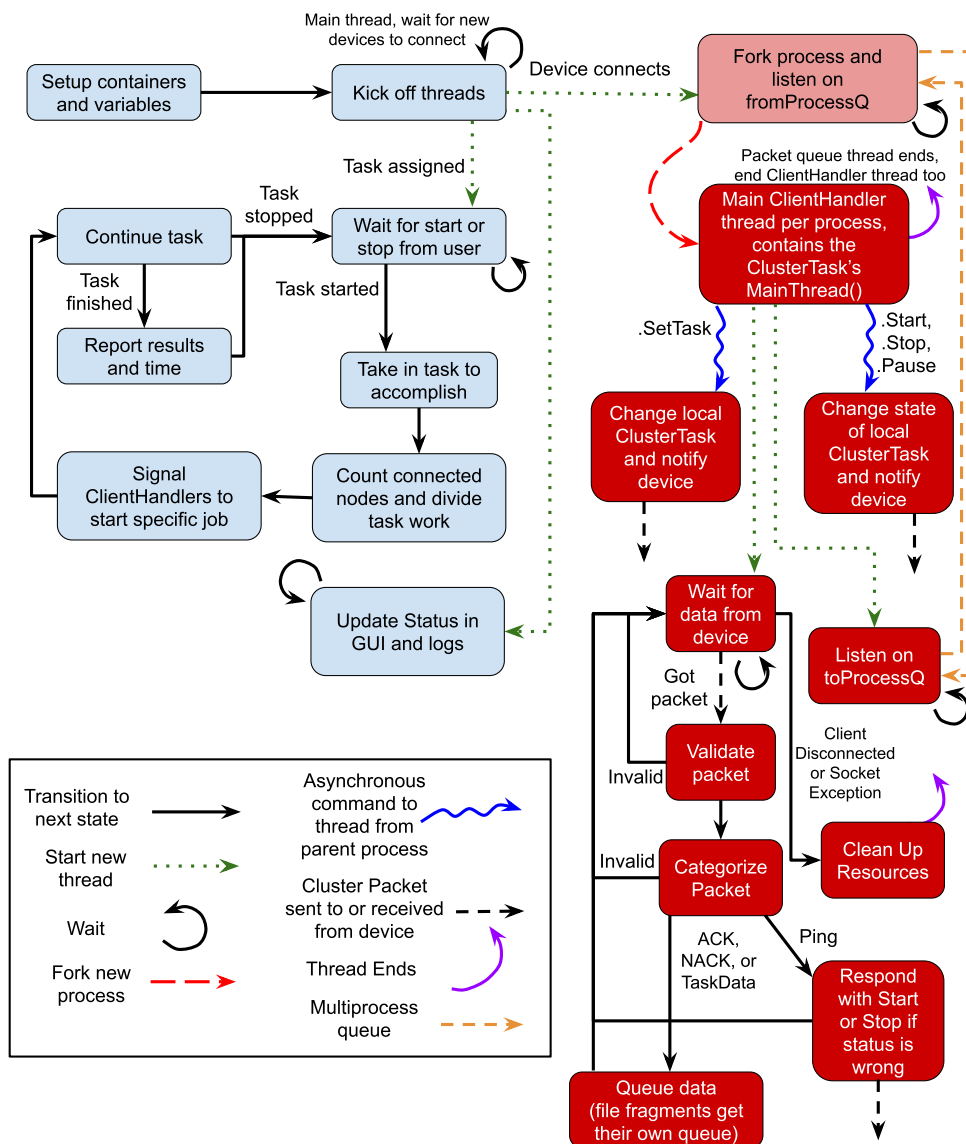 Main thread, wait for new
devices to connect
Setup containers
and variables
Kick off threads
Device connects
Fork process and
listen on
fromProcessQ
Task assigned
Packet queue thread ends,
end ClientHandler thread too
Continue task
Task
stopped
Wait for start or
stop from user
Main ClientHandler
thread per process,
contains the
ClusterTask's
MainThread()
Task
finished
Task started
Report results
and time
.SetTask
.Start,
.Stop,
.Pause
Take in task to
accomplish
Change local
ClusterTask
and notify
device
Change state
of local
ClusterTask
and notify
device
Signal
ClientHandlers to
start specific job
Count connected
nodes and divide
task work
Update Status in
GUI and logs
Wait for
data from
device
Listen on
toProcessQ
Got
packet
Validate
packet
Invalid
Client
Disconnected
or Socket
Exception
Invalid
Categorize
Packet
Clean Up
Resources
ACK,
NACK, or
TaskData
Ping
Respond
with Start
or Stop if
status is
wrong
Queue data
(file fragments get
their own queue)
Transition to
next state
Start new
thread
Wait
Fork new
process
Asynchronous
command to
thread from
parent process
Cluster Packet
sent to or received
from device
Thread Ends
Multiprocess
queue